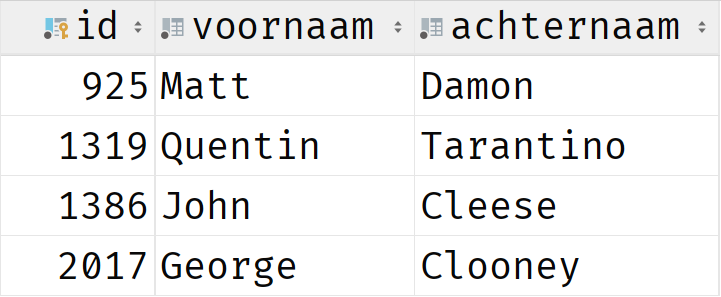 id voornaam achternaam
925 Matt Damon
1319 Quentin Tarantino
1386 John Cleese
2017 George Clooney